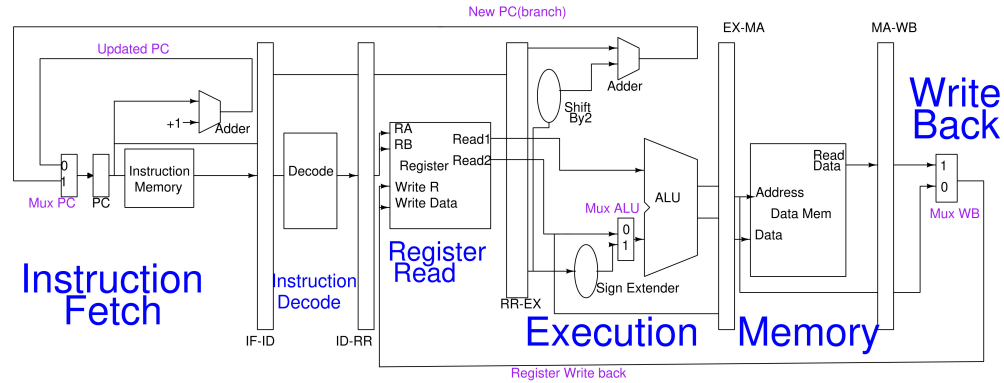 New PC(branch)
EX-MA
MA-WB
Updated PC
Adder
+1
Adder
Shift
By2
Write
Back
RA
RB
Register
Write R
Write Data
Read1
Read2
Decode
Instruction
Memory
0
1
Mux PC
PC
ALU
Mux ALU
0
1
Read
Data
Address
Data Mem
Data
1
0
Mux WB
Instruction
Fetch
Instruction
Decode
Register
Read
Sign Extender
RR-EX
Execution
Memory
IF-ID
ID-RR
Register Write back